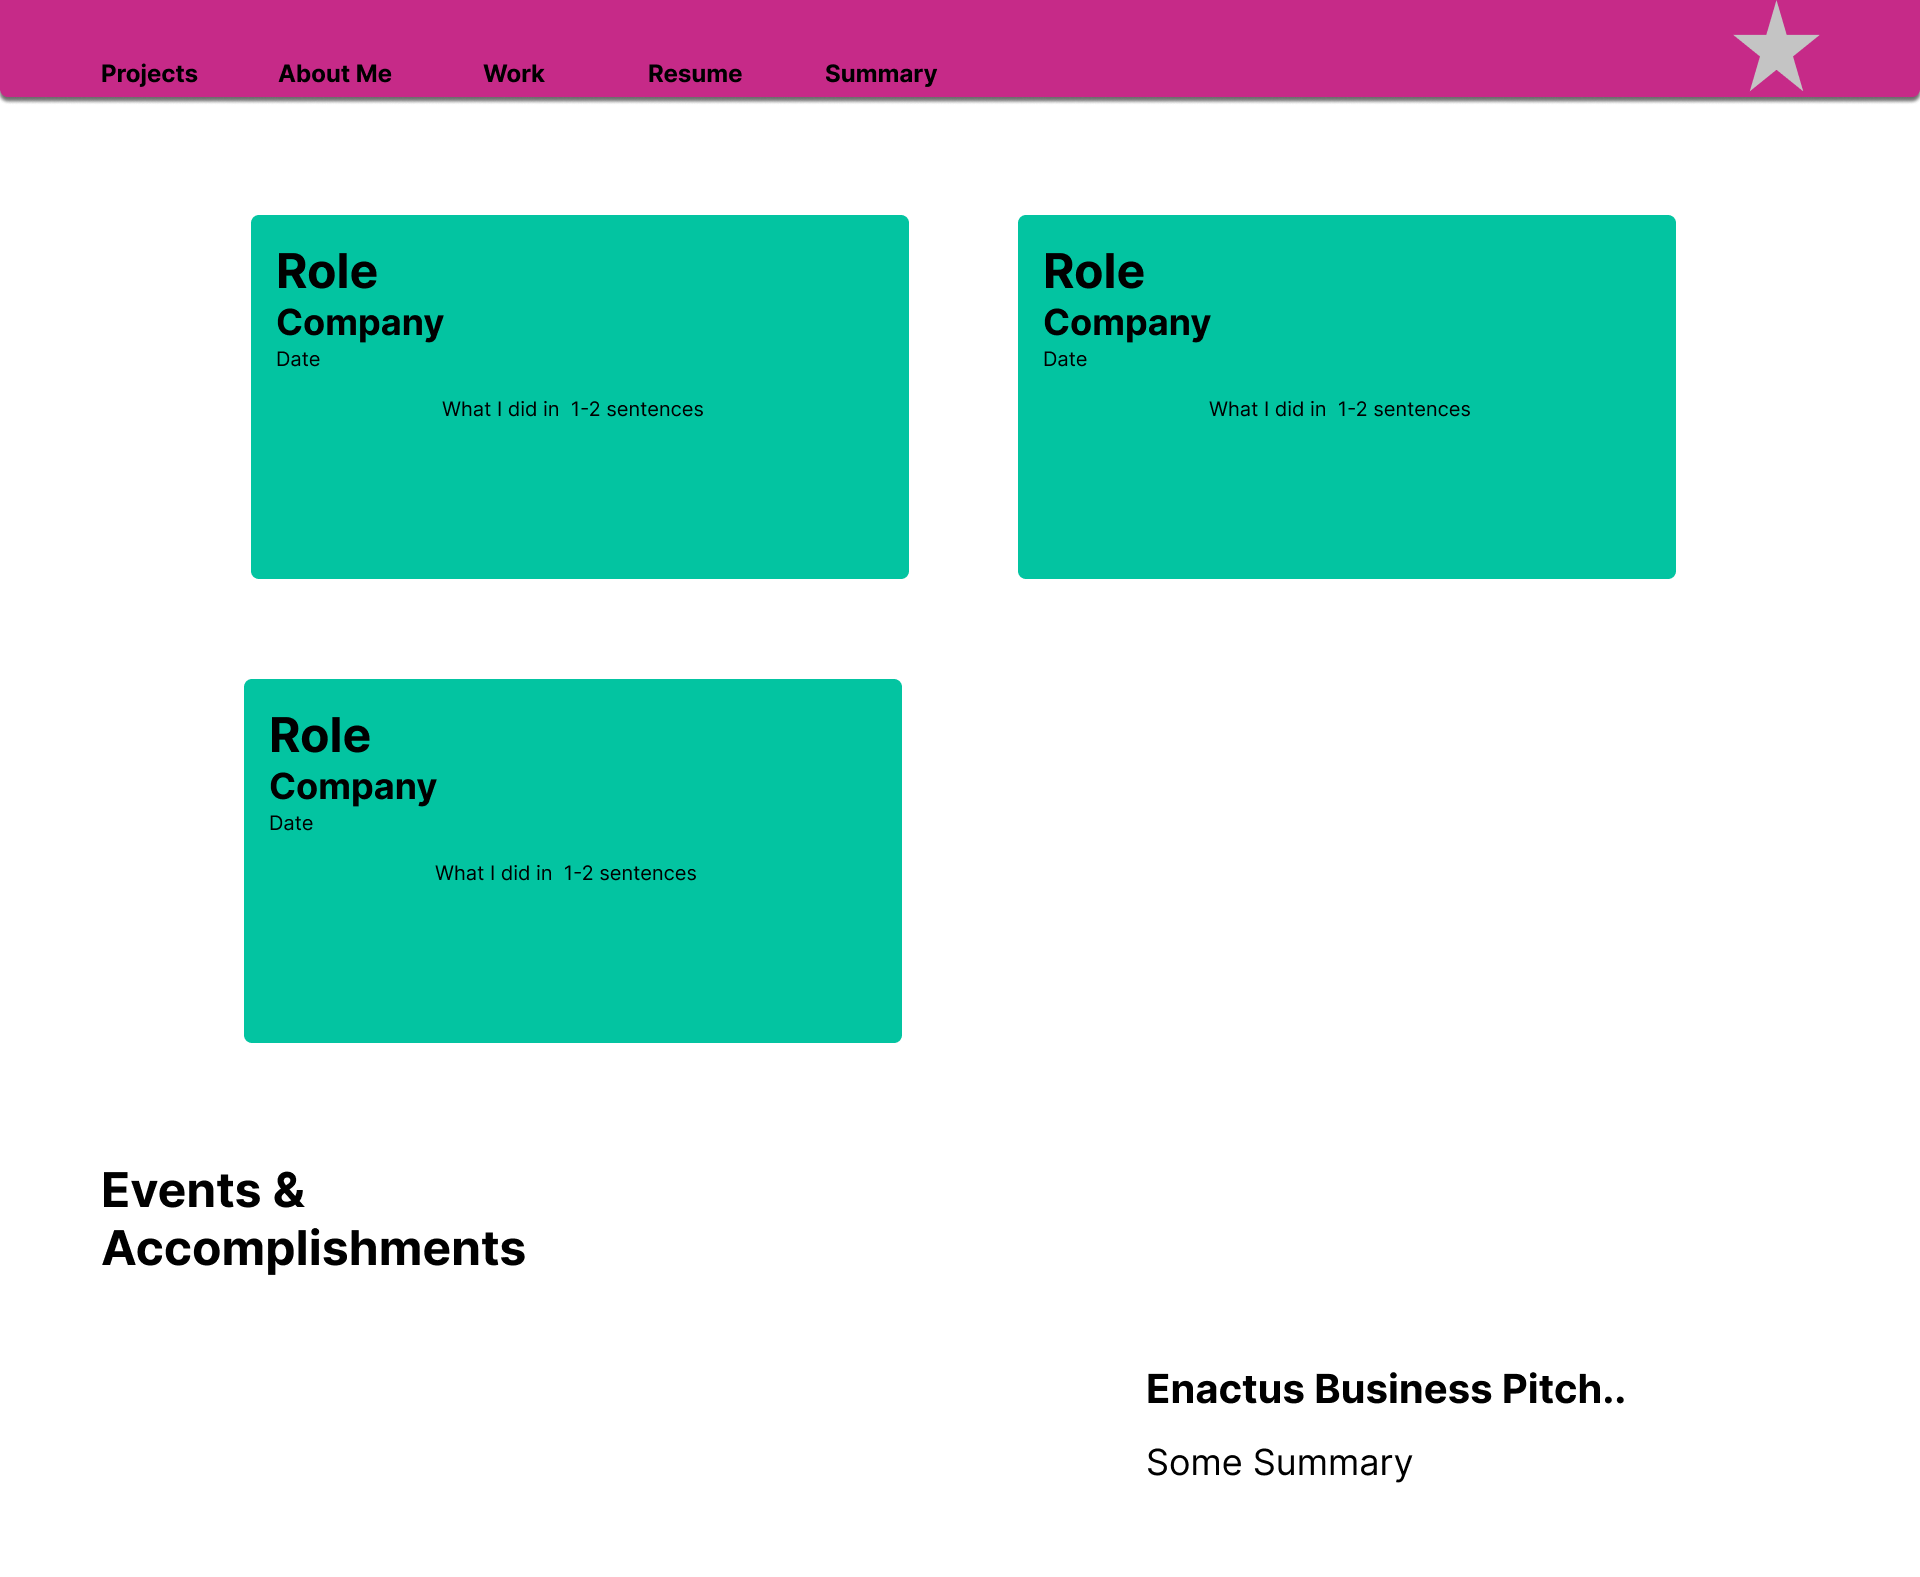 Projects About Me Work Resume Summary
Role
Company
Date
What I did in  1-2 sentences
Role
Company
Date
What I did in  1-2 sentences
Role
Company
Date
What I did in  1-2 sentences
Events &
Accomplishments
Enactus Business Pitch..
Some Summary